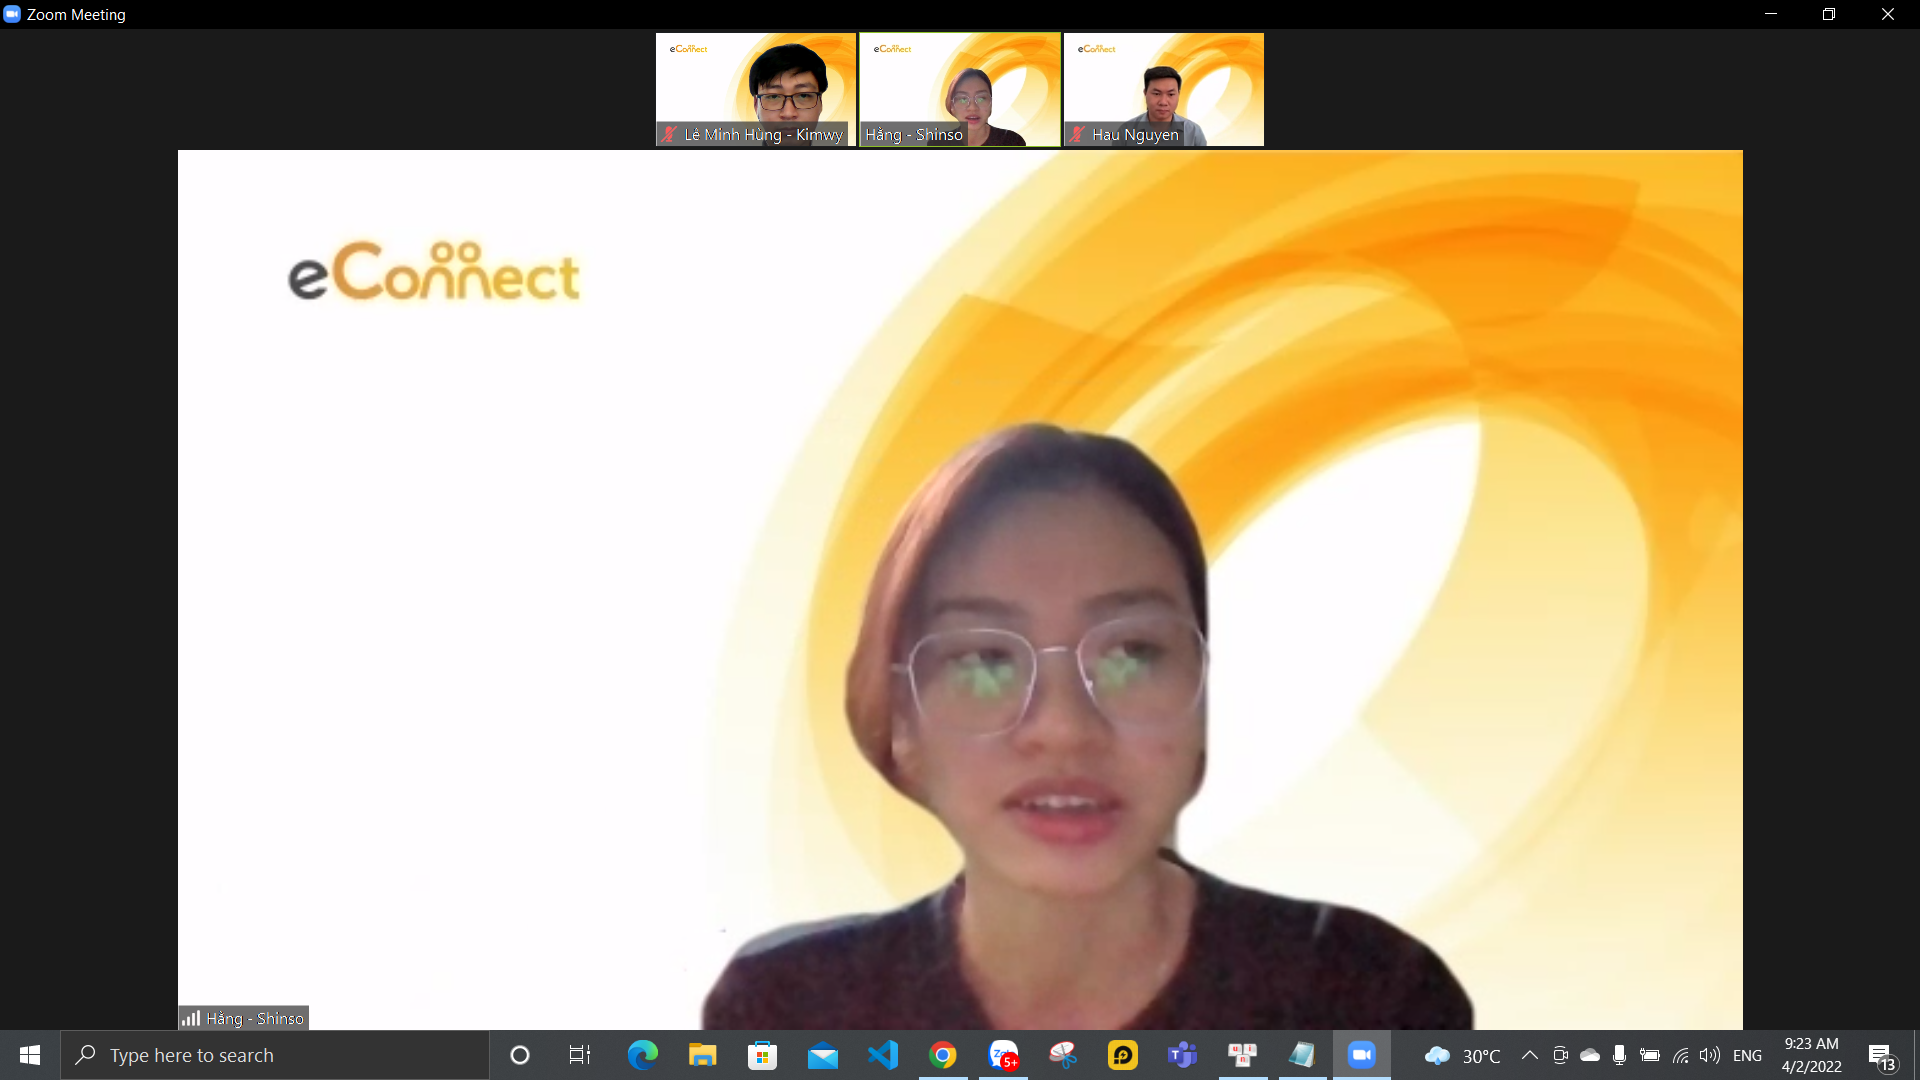 Zoom Meeting
eConnect
eConnect
eConnect
Lê Minh Hùng - Kimwy
Hằng - Shinso
Hau Nguyen
eConnect
Hằng - Shinso
Type here to search
5+
30°C
ENG
9:23 AM
4/2/2022
13